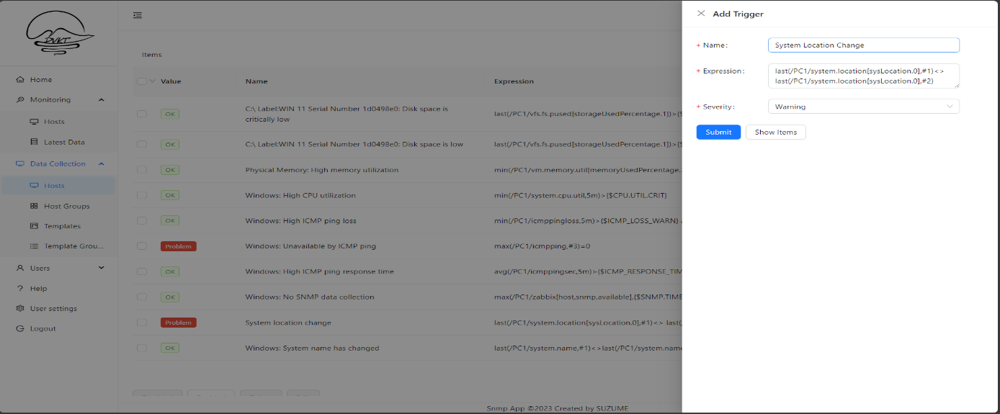 DVKT
Home
Monitoring
Hosts
Latest Data
Data Collection
Hosts
Host Groups
Templates
Template Grou...
Users
Help
User settings
Logout
Items
Value Name Expression
OK C:\ Label:WIN 11 Serial Number 1d0498e0: Disk space is
critically low last(/PC1/vfs.fs.pused[storageUsedPercentage.1])>{$
OK C:\ Label:WIN 11 Serial Number 1d0498e0: Disk space is low last(/PC1/vfs.fs.pused[storageUsedPercentage.1])>{$
OK Physical Memory: High memory utilization min(/PC1/vm.memory.util[memoryUsedPercentage.
OK Windows: High CPU utilization min(/PC1/system.cpu.util,5m)>{$CPU.UTIL.CRIT}
OK Windows: High ICMP ping loss min(/PC1/icmppingloss,5m)>{$ICMP_LOSS_WARN}
Problem Windows: Unavailable by ICMP ping max(/PC1/icmpping,#3)=0
OK Windows: High ICMP ping response time avg(/PC1/icmppingsec,5m)>{$ICMP_RESPONSE_TIM
OK Windows: No SNMP data collection max(/PC1/zabbix[host,snmp,available],{$SNMP.TIME
Problem System location change last(/PC1/system.location[sysLocation.0],#1)<> last(/
OK Windows: System name has changed last(/PC1/system.name,#1)<>last(/PC1/system.name
Snmp App ©2023 Created by SUZUME
Add Trigger
* Name: System Location Change
* Expression: last(/PC1/system.location[sysLocation.0],#1)<>
last(/PC1/system.location[sysLocation.0],#2)
* Severity: Warning
Submit Show Items